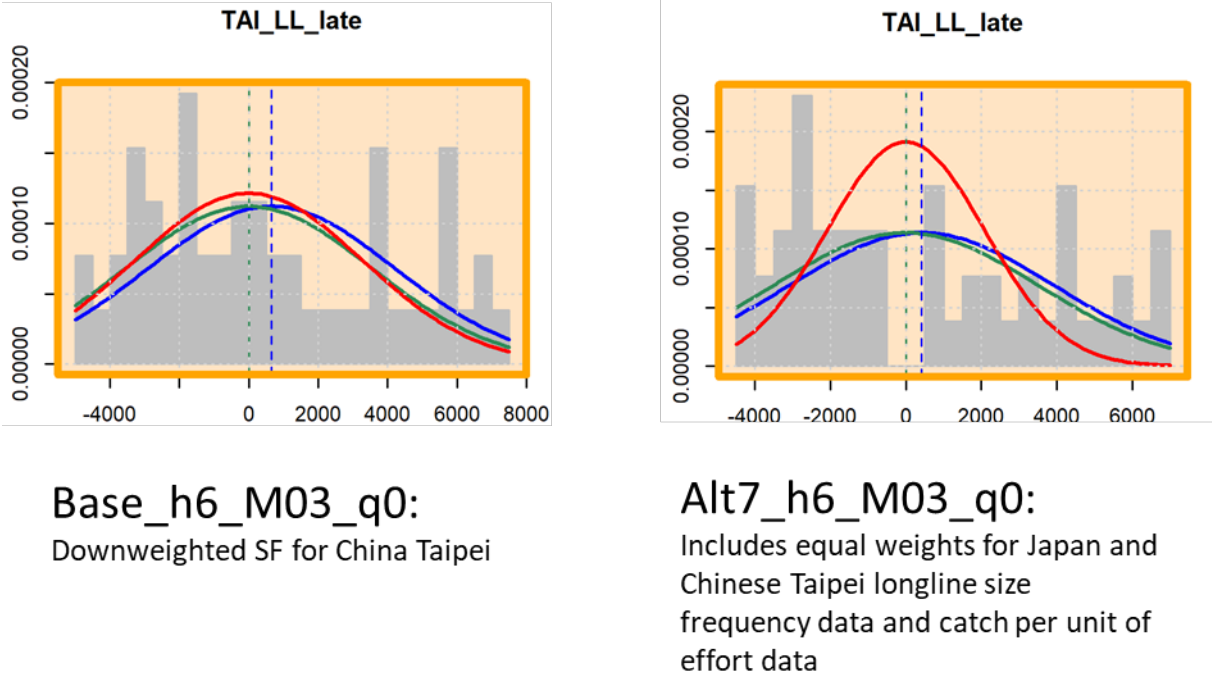 TAI_LL_late
0.00020
0.00010
0.00000
-4000 0 2000 4000 6000 8000
Base_h6_M03_q0:
Downweighted SF for China Taipei
TAI_LL_late
0.00020
0.00010
0.00000
-4000 -2000 0 2000 4000 6000
Alt7_h6_M03_q0:
Includes equal weights for Japan and
Chinese Taipei longline size
frequency data and catch per unit of
effort data